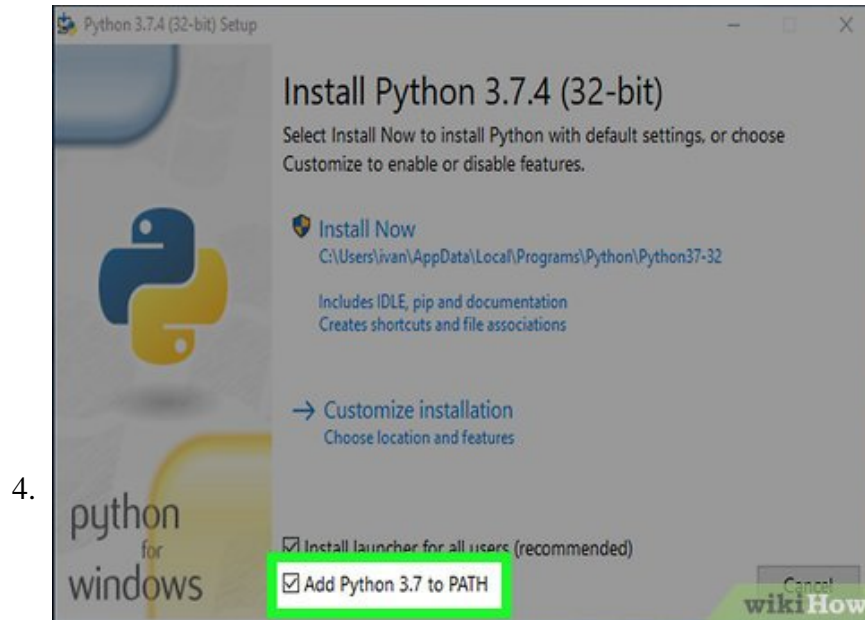 Python 3.7.4 (32-bit) Setup
Install Python 3.7.4 (32-bit)
Select Install Now to install Python with default settings, or choose
Customize to enable or disable features.
Install Now
C:\Users\ivan\AppData\Local\Programs\Python\Python37-32
Includes IDLE, pip and documentation
Creates shortcuts and file associations
Customize installation
Choose location and features
4.
python
for
windows
Install launcher for all users (recommended)
Add Python 3.7 to PATH
Cancel
wikiHow